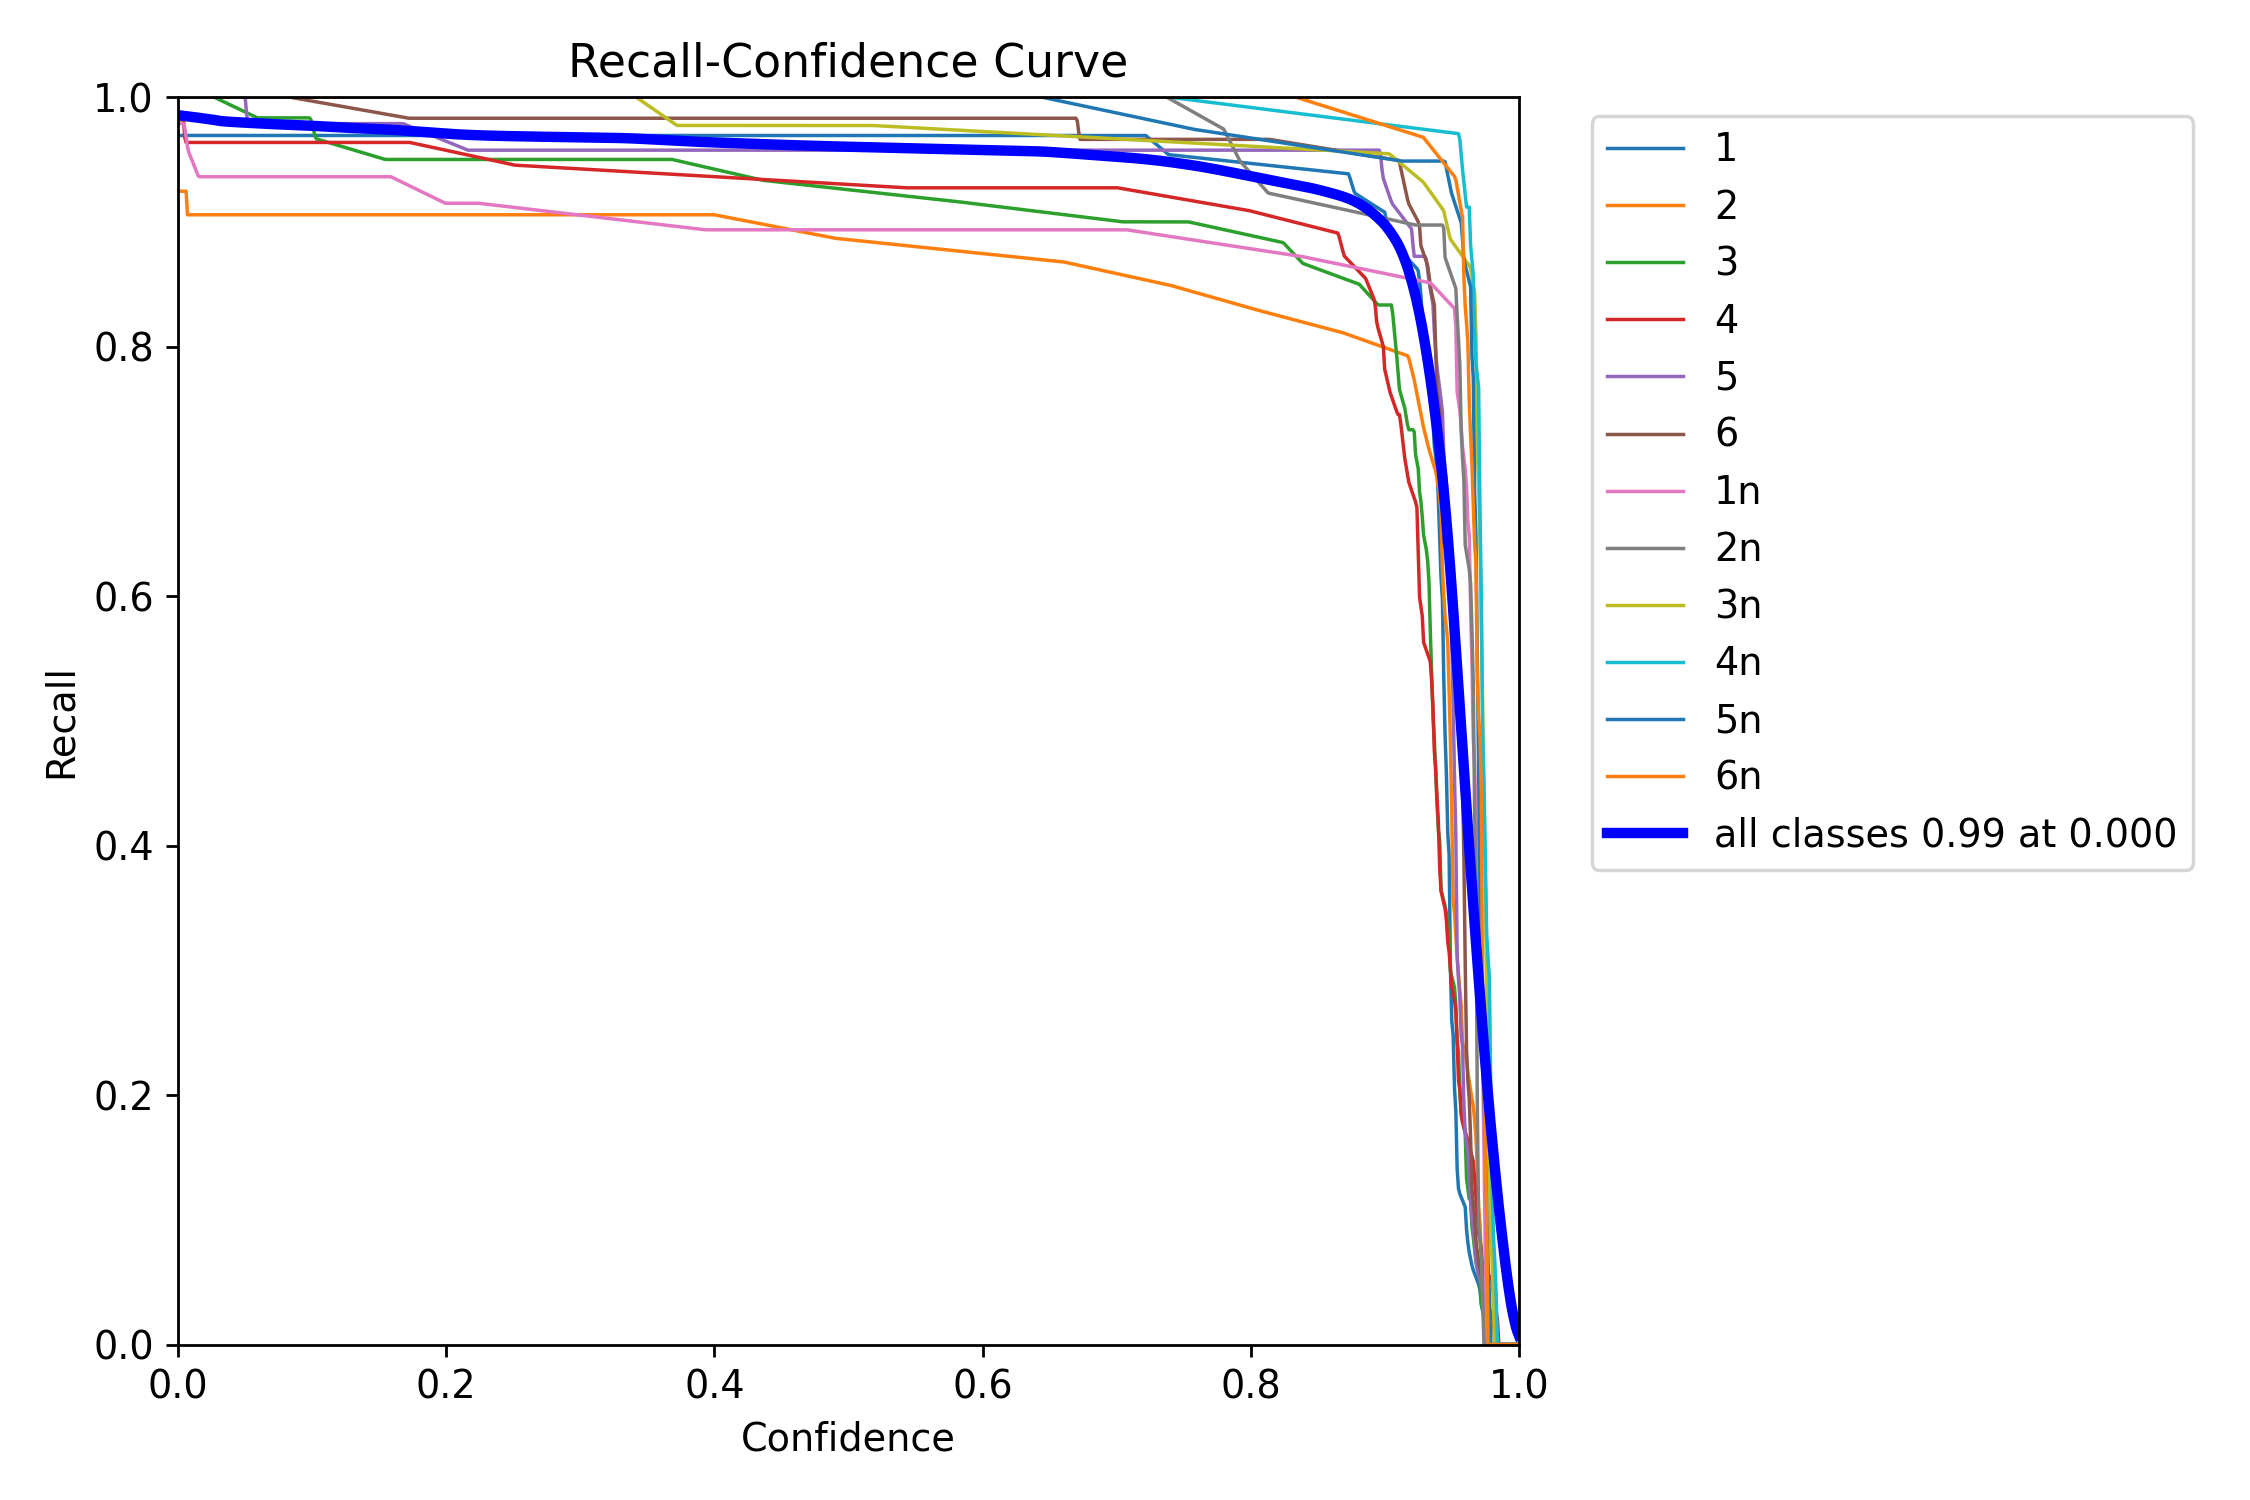 Recall-Confidence Curve
1.0
0.8
0.6
0.4
0.2
0.0
Recall
0.0 0.2 0.4 0.6 0.8 1.0
Confidence
1
2
3
4
5
6
1n
2n
3n
4n
5n
6n
all classes 0.99 at 0.000